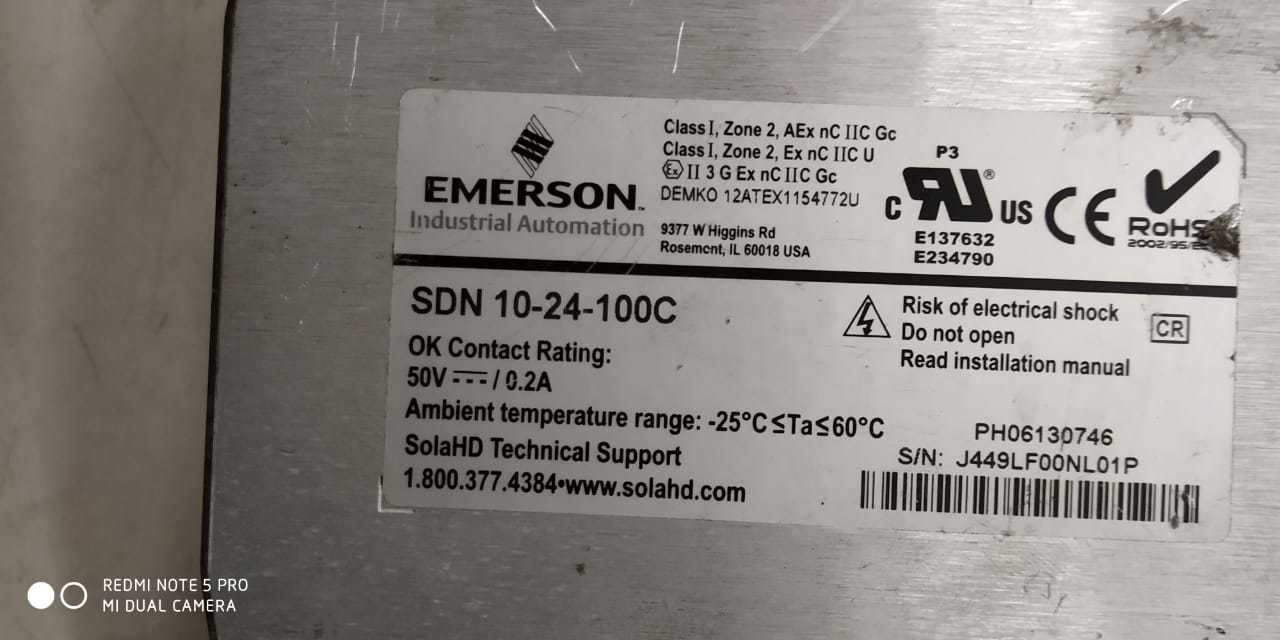 EMERSON™
Industrial Automation
Class I, Zone 2, AEx nC IIC Gc
Class I, Zone 2, Ex nC IIC U
Ex II 3 G Ex nC IIC Gc
DEMKO 12ATEX1154772U
9377 W Higgins Rd
Rosemont, IL 60018 USA
P3
C UR® US
E137632
E234790
CE
RoHS
2002/95/EC
SDN 10-24-100C
OK Contact Rating:
50V ⎓ / 0.2A
Ambient temperature range: -25°C≤Ta≤60°C
SolaHD Technical Support
1.800.377.4384•www.solahd.com
Risk of electrical shock
Do not open
Read installation manual
CR
PH06130746
S/N: J449LF00NL01P
REDMI NOTE 5 PRO
MI DUAL CAMERA